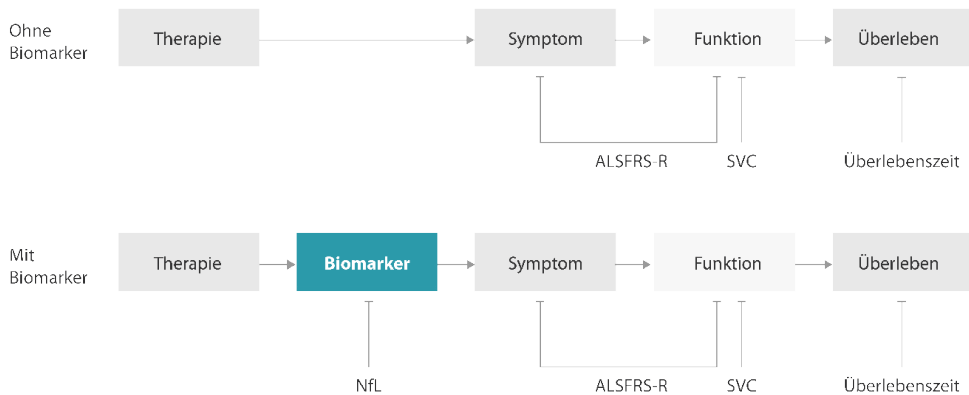 Ohne
Biomarker
Therapie
Symptom
Funktion
Überleben
ALSFRS-R
SVC
Überlebenszeit
Mit
Biomarker
Therapie
Biomarker
Symptom
Funktion
Überleben
NfL
ALSFRS-R
SVC
Überlebenszeit